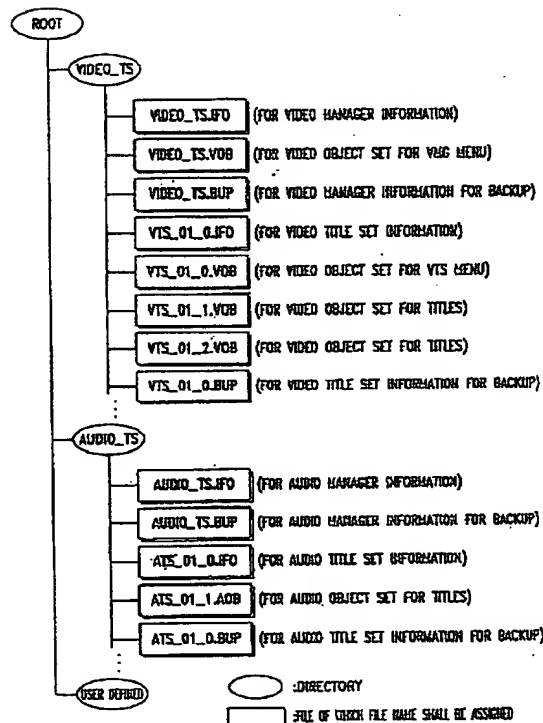 ROOT
VIDEO_TS
VIDEO_TS.IFO (FOR VIDEO MANAGER INFORMATION)
VIDEO_TS.VOB (FOR VIDEO OBJECT SET FOR VMG MENU)
VIDEO_TS.BUP (FOR VIDEO MANAGER INFORMATION FOR BACKUP)
VTS_01_0.IFO (FOR VIDEO TITLE SET INFORMATION)
VTS_01_0.VOB (FOR VIDEO OBJECT SET FOR VTS MENU)
VTS_01_1.VOB (FOR VIDEO OBJECT SET FOR TITLES)
VTS_01_2.VOB (FOR VIDEO OBJECT SET FOR TITLES)
VTS_01_0.BUP (FOR VIDEO TITLE SET INFORMATION FOR BACKUP)
AUDIO_TS
AUDIO_TS.IFO (FOR AUDIO MANAGER INFORMATION)
AUDIO_TS.BUP (FOR AUDIO MANAGER INFORMATION FOR BACKUP)
ATS_01_0.IFO (FOR AUDIO TITLE SET INFORMATION)
ATS_01_1.AOB (FOR AUDIO OBJECT SET FOR TITLES)
ATS_01_0.BUP (FOR AUDIO TITLE SET INFORMATION FOR BACKUP)
USER DEFINED
:DIRECTORY
:FILE OF WHICH FILE NAME SHALL BE ASSIGNED